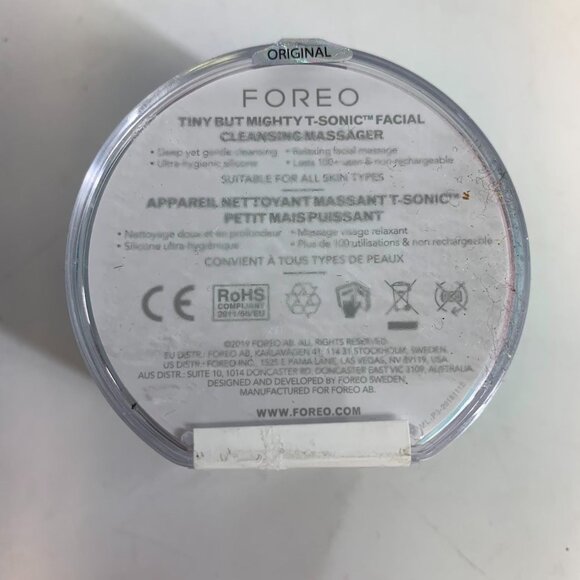 ORIGINAL
FOREO
TINY BUT MIGHTY T-SONIC™ FACIAL
CLEANSING MASSAGER
• Deep yet gentle cleansing • Relaxing facial massage
• Ultra-hygienic silicone • Lasts 100+ uses & non rechargeable
SUITABLE FOR ALL SKIN TYPES
APPAREIL NETTOYANT MASSANT T-SONIC™
PETIT MAIS PUISSANT
• Nettoyage doux et en profondeur • Massage visage relaxant
• Silicone ultra-hygiénique • Plus de 100 utilisations & non rechargeable
CONVIENT À TOUS TYPES DE PEAUX
CE RoHS
COMPLIANT
2011/65/EU
©2019 FOREO AB. ALL RIGHTS RESERVED.
EU DISTR.: FOREO AB, KARLAVÄGEN 41, 114 31 STOCKHOLM, SWEDEN.
US DISTR.: FOREO INC. 1525 E PAMA LANE, LAS VEGAS, NV 89119, USA.
AUS DISTR.: SUITE 10, 1014 DONCASTER RD. DONCASTER EAST VIC 3109, AUSTRALIA.
DESIGNED AND DEVELOPED BY FOREO SWEDEN.
MANUFACTURED FOR FOREO AB.
WWW.FOREO.COM